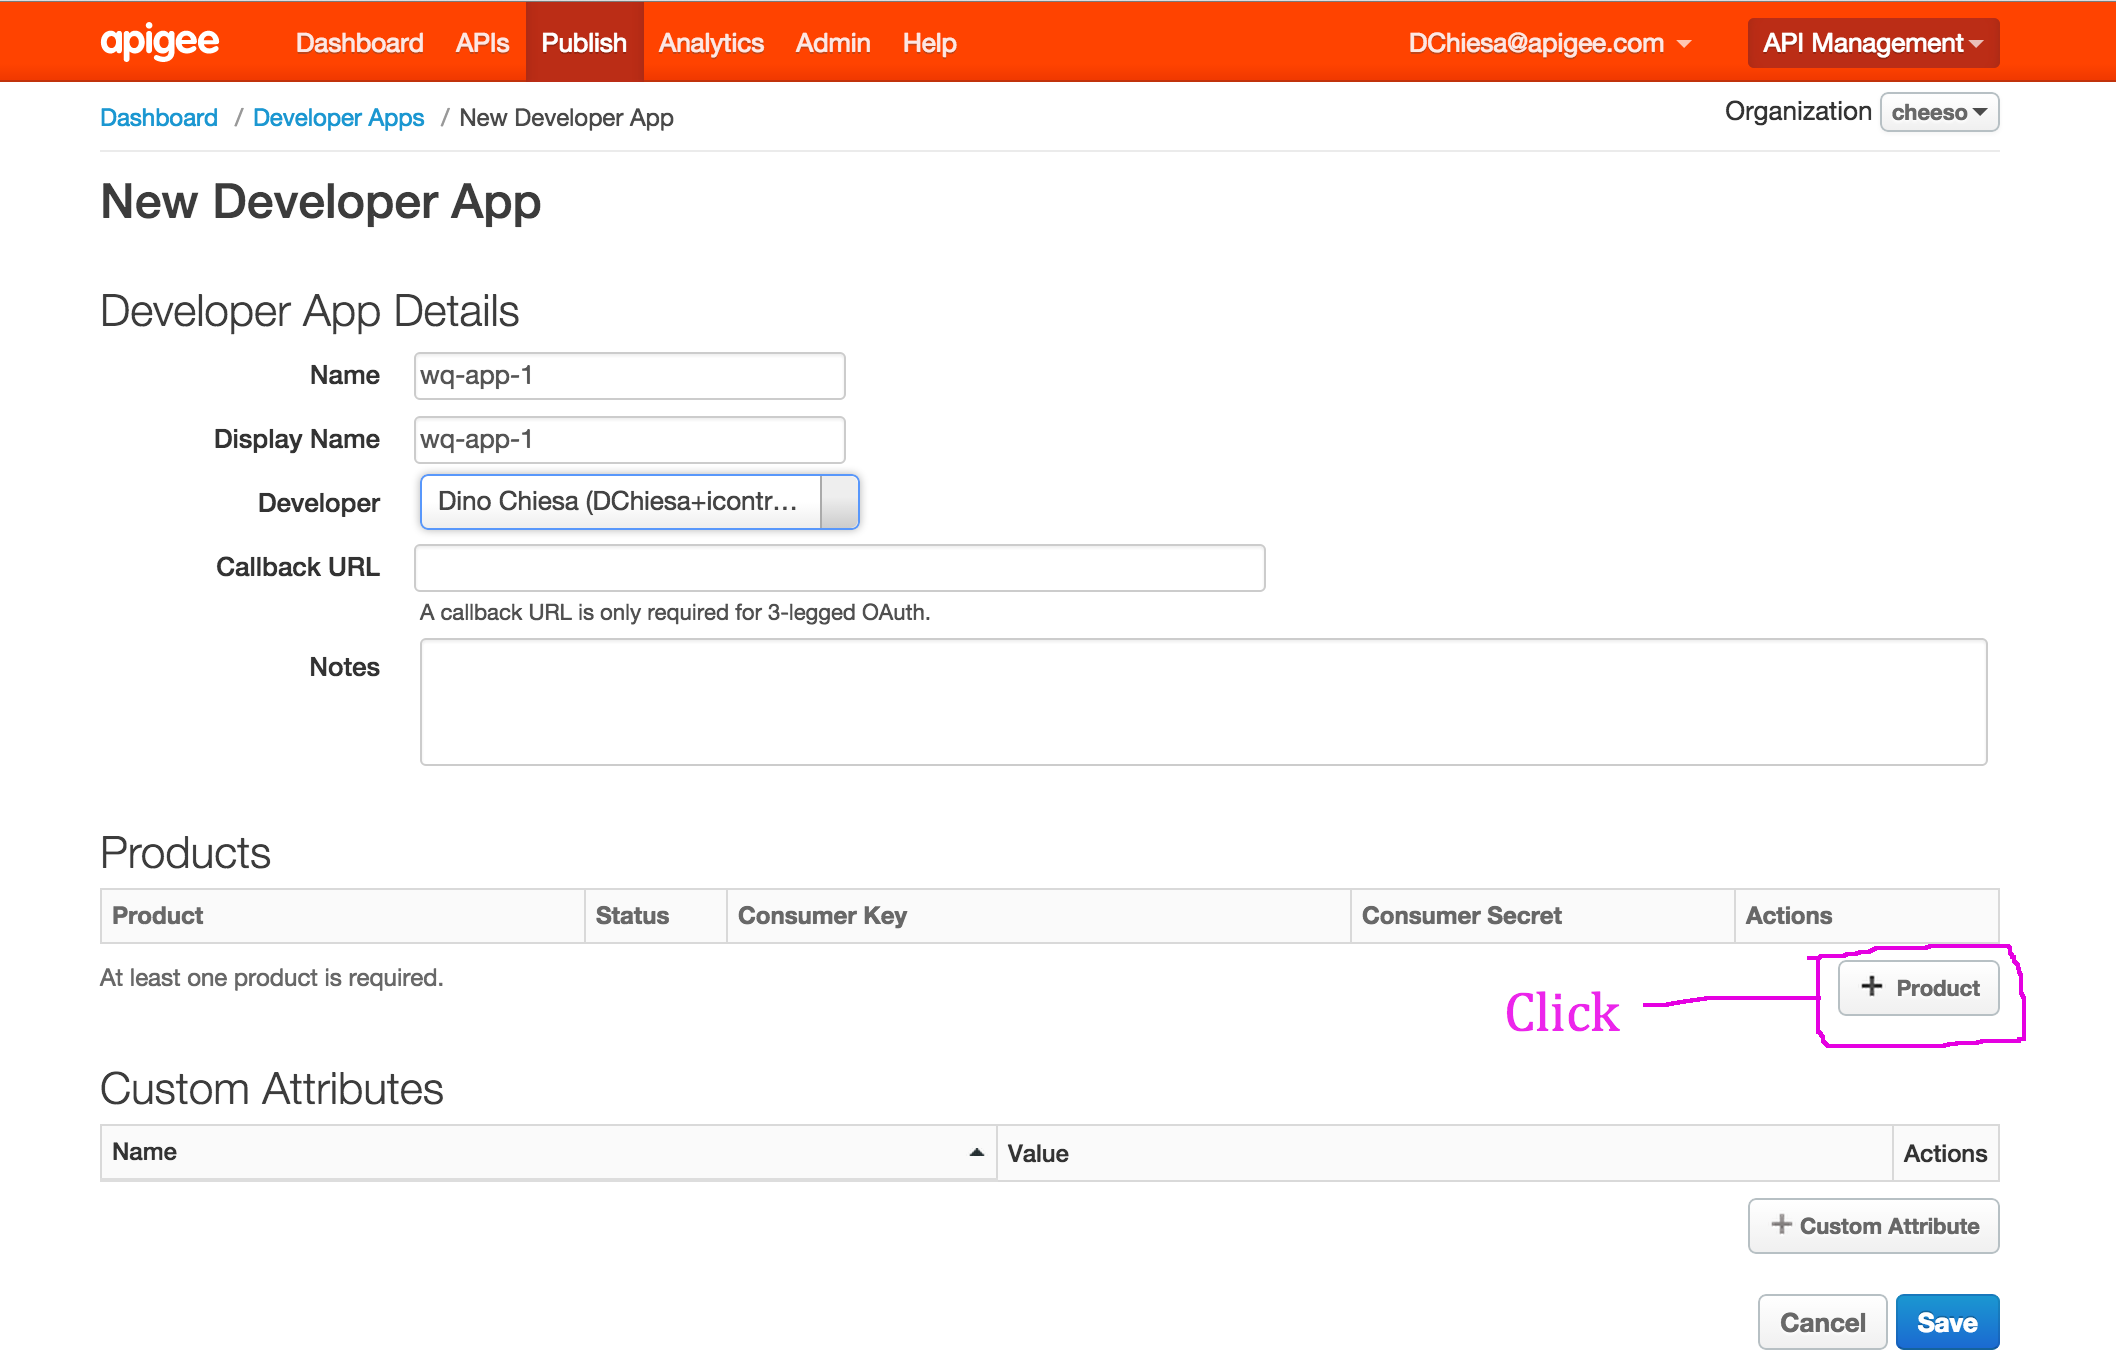 apigee Dashboard APIs Publish Analytics Admin Help DChiesa@apigee.com API Management
Dashboard / Developer Apps / New Developer App Organization cheeso
New Developer App
Developer App Details
Name wq-app-1
Display Name wq-app-1
Developer Dino Chiesa (DChiesa+icontr...
Callback URL
A callback URL is only required for 3-legged OAuth.
Notes
Products
Product Status Consumer Key Consumer Secret Actions
At least one product is required.
+ Product
Click
Custom Attributes
Name Value Actions
+ Custom Attribute
Cancel Save